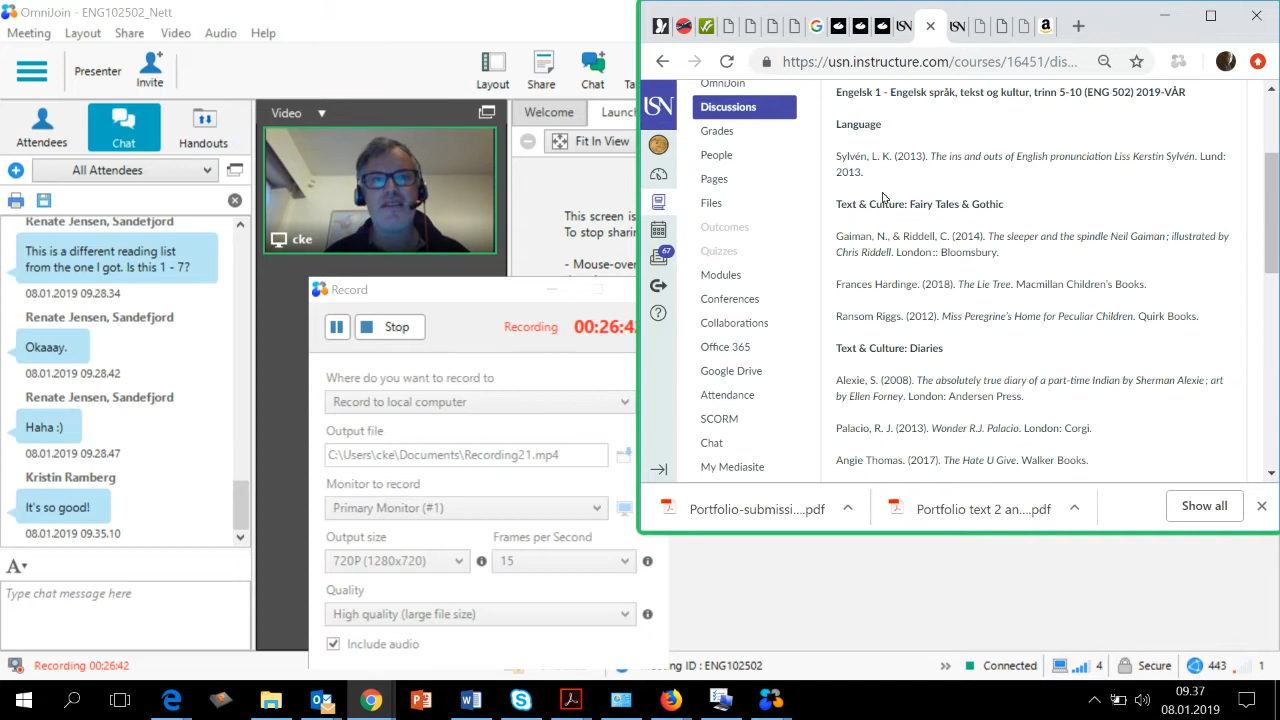 OmniJoin - ENG102502_Nett
Meeting Layout Share Video Audio Help
Presenter
Invite
Layout
Share
Chat
Attendees
Chat
Handouts
All Attendees
Renate Jensen, Sandefjord
This is a different reading list
from the one I got. Is this 1 - 7?
08.01.2019 09.28.34
Renate Jensen, Sandefjord
Okaaay.
08.01.2019 09.28.42
Renate Jensen, Sandefjord
Haha :)
08.01.2019 09.28.47
Kristin Ramberg
It's so good!
08.01.2019 09.35.10
A
Type chat message here
Recording 00:26:42
Video
cke
Welcome
Fit In View
This screen is
- Mouse-over
Record
Stop
Recording
Where do you want to record to
Record to local computer
Output file
C:\Users\cke\Documents\Recording21.mp4
Monitor to record
Primary Monitor (#1)
Output size
Frames per Second
720P (1280x720)
15
Quality
High quality (large file size)
Include audio
Meeting ID : ENG102502
Connected
4
Secure
443
1
https://usn.instructure.com/courses/16451/dis...
USN
67
OmniJoin
Discussions
Grades
People
Pages
Files
Outcomes
Quizzes
Modules
Conferences
Collaborations
Office 365
Google Drive
Attendance
SCORM
Chat
My Mediasite
Engelsk 1 - Engelsk språk, tekst og kultur, trinn 5-10 (ENG 502) 2019-VÅR
Language
Sylvén, L. K. (2013). The ins and outs of English pronunciation Liss Kerstin Sylvén. Lund:
2013.
Text & Culture: Fairy Tales & Gothic
Gaiman, N., & Riddell, C. (2014). The sleeper and the spindle Neil Gaiman ; illustrated by
Chris Riddell. London :: Bloomsbury.
Frances Hardinge. (2018). The Lie Tree. Macmillan Children's Books.
Ransom Riggs. (2012). Miss Peregrine's Home for Peculiar Children. Quirk Books.
Text & Culture: Diaries
Alexie, S. (2008). The absolutely true diary of a part-time Indian by Sherman Alexie ; art
by Ellen Forney. London: Andersen Press.
Palacio, R. J. (2013). Wonder R.J. Palacio. London: Corgi.
Angie Thomas. (2017). The Hate U Give. Walker Books.
Portfolio-submissi....pdf
Portfolio text 2 an....pdf
Show all
09.37
08.01.2019